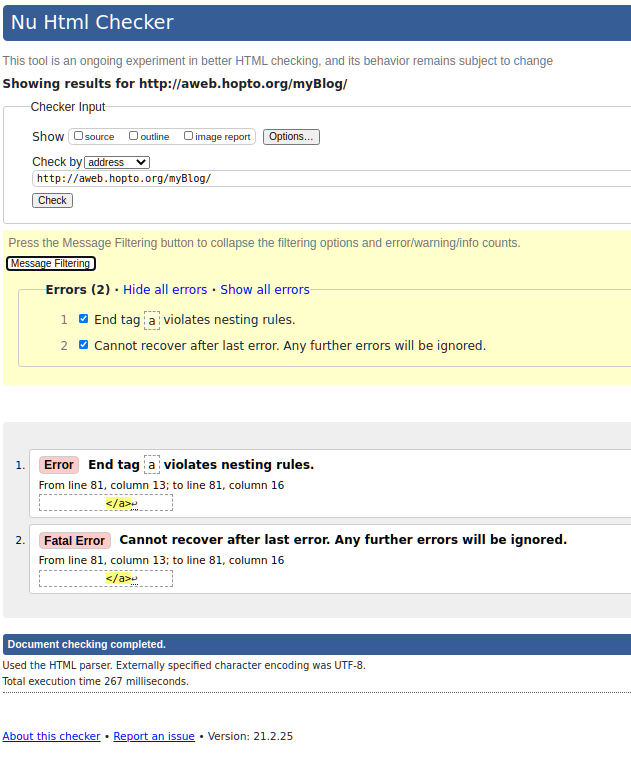 Nu Html Checker
This tool is an ongoing experiment in better HTML checking, and its behavior remains subject to change
Showing results for http://aweb.hopto.org/myBlog/
Checker Input
Show source outline image report Options...
Check by address
http://aweb.hopto.org/myBlog/
Check
Press the Message Filtering button to collapse the filtering options and error/warning/info counts.
Message Filtering
Errors (2) · Hide all errors · Show all errors
1 End tag a violates nesting rules.
2 Cannot recover after last error. Any further errors will be ignored.
1. Error End tag a violates nesting rules.
From line 81, column 13; to line 81, column 16
</a>↩
2. Fatal Error Cannot recover after last error. Any further errors will be ignored.
From line 81, column 13; to line 81, column 16
</a>↩
Document checking completed.
Used the HTML parser. Externally specified character encoding was UTF-8.
Total execution time 267 milliseconds.
About this checker • Report an issue • Version: 21.2.25